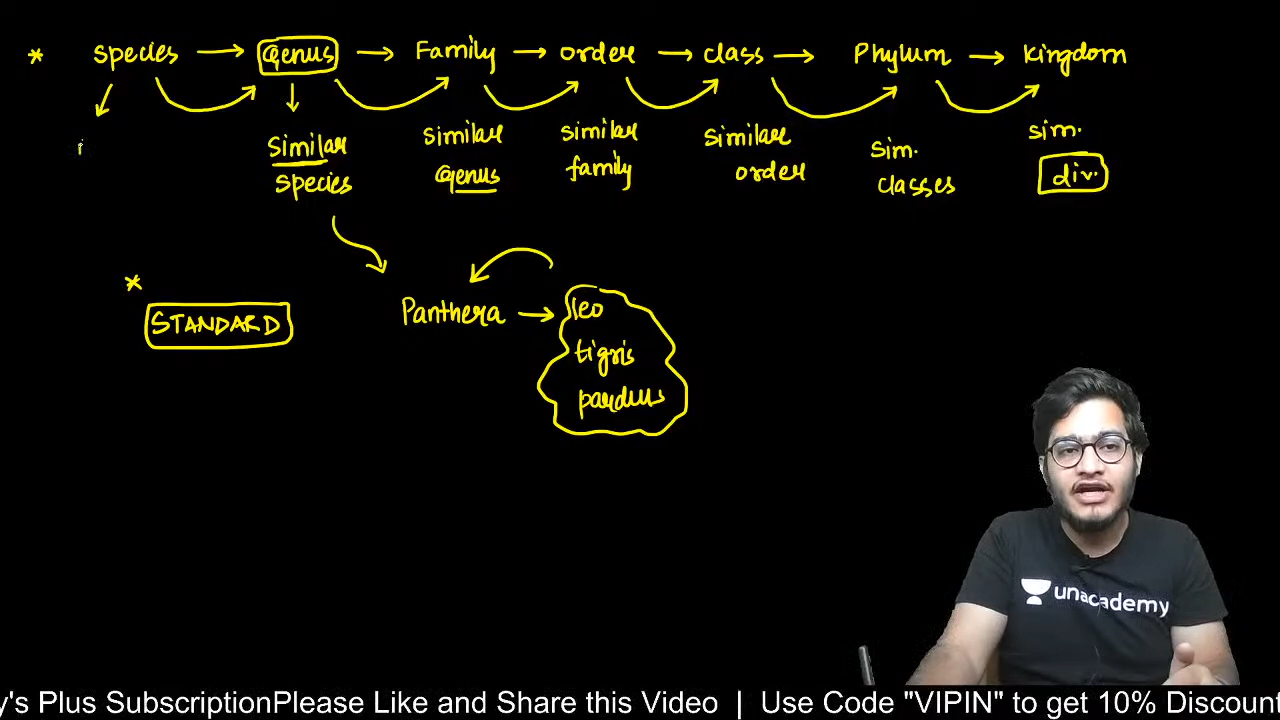 * Species → Genus → Family → order → class → Phylum → Kingdom
Similar species
similar Genus
similar family
similar order
sim. classes
sim. div.
* STANDARD
Panthera → leo
tigris
pardus
unacademy
y's Plus SubscriptionPlease Like and Share this Video | Use Code "VIPIN" to get 10% Discount